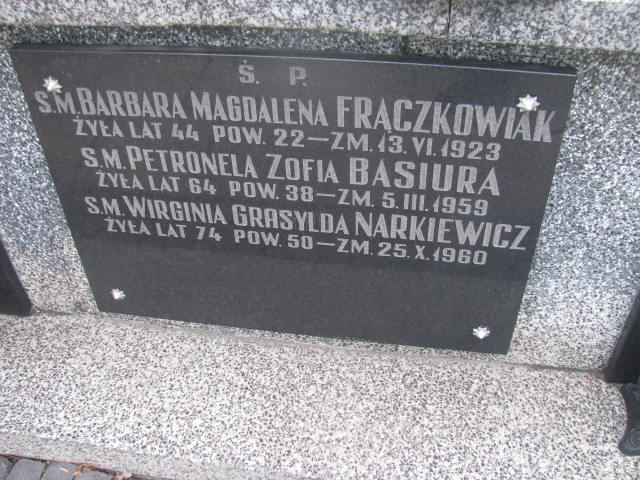 Ś. P.
S.M. BARBARA MAGDALENA FRĄCZKOWIAK
ŻYŁA LAT 44 POW. 22 — ZM. 13. VI. 1923
S.M. PETRONELA ZOFIA BASIURA
ŻYŁA LAT 64 POW. 38 — ZM. 5. III. 1959
S.M. WIRGINIA GRASYLDA NARKIEWICZ
ŻYŁA LAT 74 POW. 50 — ZM. 25. X. 1960